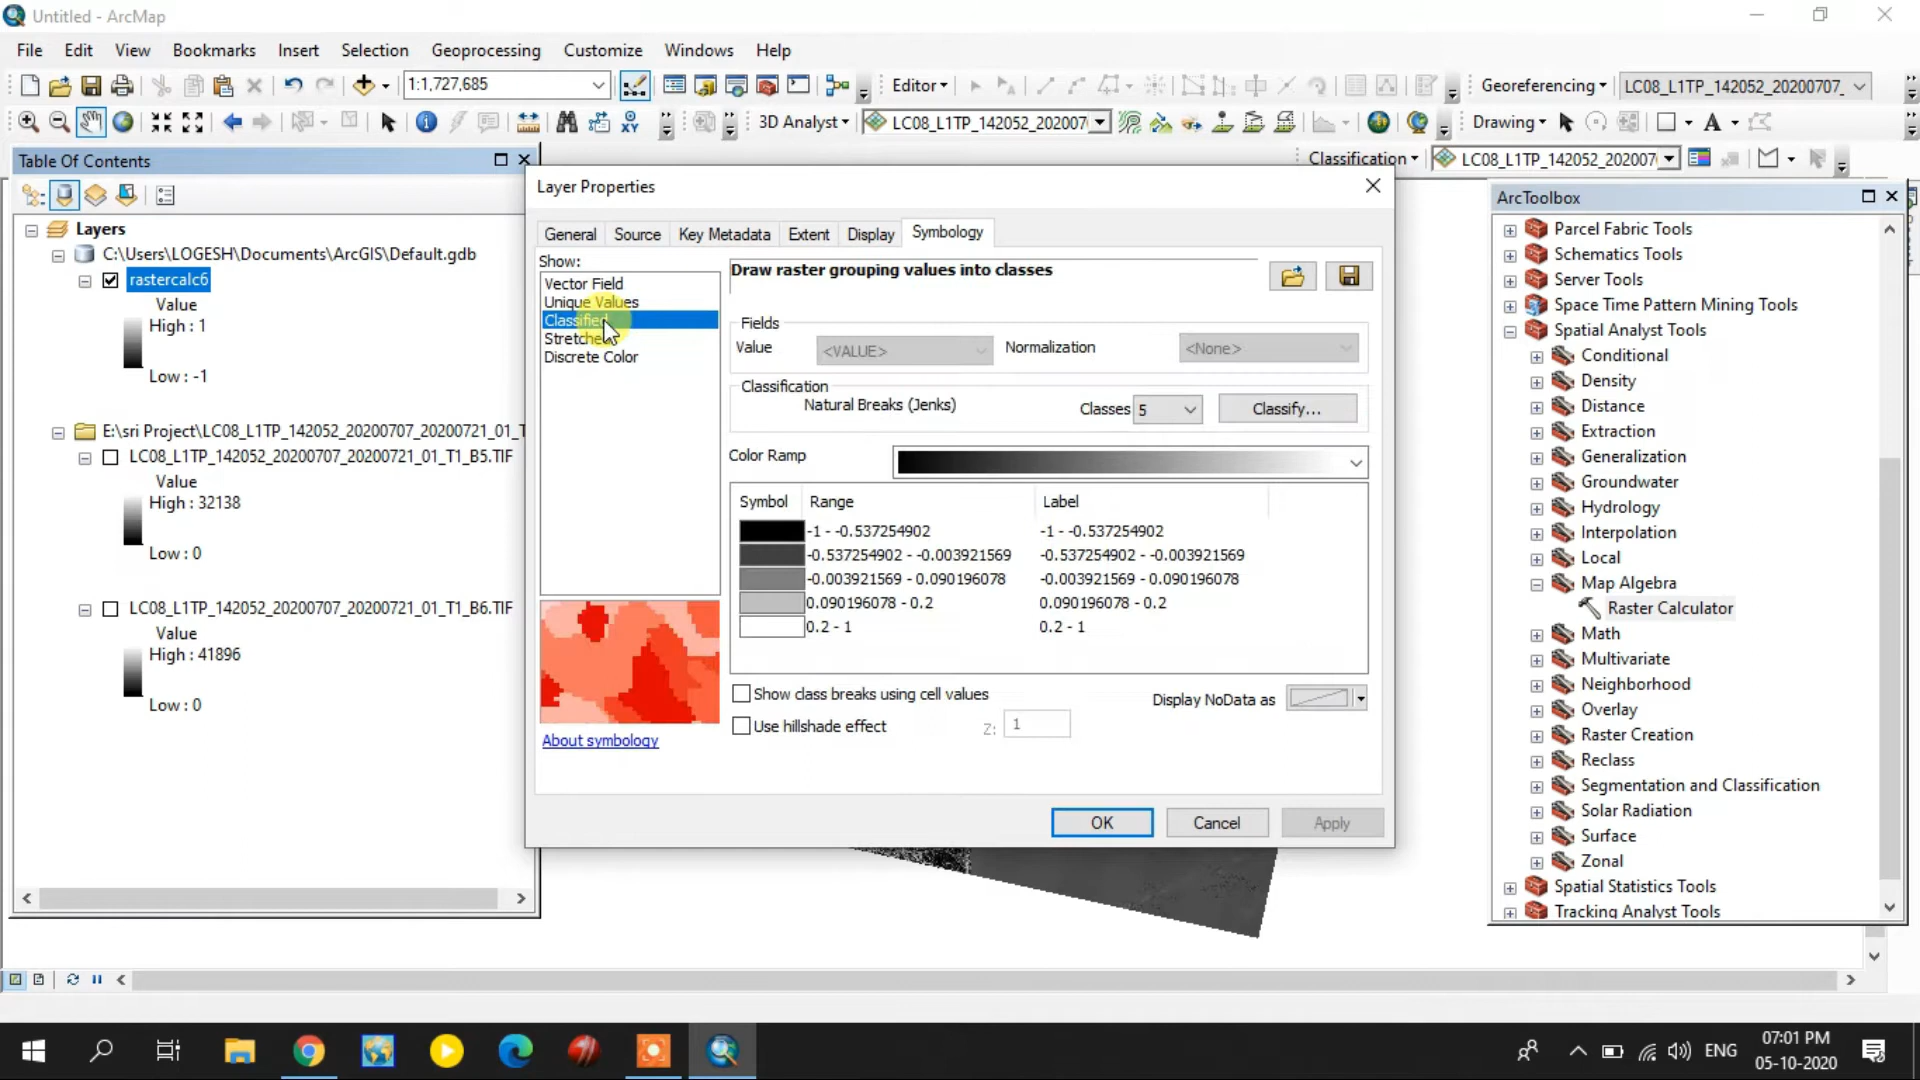 Untitled - ArcMap
File Edit View Bookmarks Insert Selection Geoprocessing Customize Windows Help
1:1,727,685 Editor Georeferencing LC08_L1TP_142052_20200707_
3D Analyst LC08_L1TP_142052_202007 Drawing A
Classification LC08_L1TP_142052_202007
Table Of Contents
Layers
C:\Users\LOGESH\Documents\ArcGIS\Default.gdb
rastercalc6
Value
High : 1
Low : -1
E:\sri Project\LC08_L1TP_142052_20200707_20200721_01_T
LC08_L1TP_142052_20200707_20200721_01_T1_B5.TIF
Value
High : 32138
Low : 0
LC08_L1TP_142052_20200707_20200721_01_T1_B6.TIF
Value
High : 41896
Low : 0
Layer Properties
General Source Key Metadata Extent Display Symbology
Show:
Vector Field
Unique Values
Classified
Stretched
Discrete Color
About symbology
Draw raster grouping values into classes
Fields
Value <VALUE> Normalization <None>
Classification
Natural Breaks (Jenks) Classes 5 Classify...
Color Ramp
Symbol Range Label
-1 - -0.537254902 -1 - -0.537254902
-0.537254902 - -0.003921569 -0.537254902 - -0.003921569
-0.003921569 - 0.090196078 -0.003921569 - 0.090196078
0.090196078 - 0.2 0.090196078 - 0.2
0.2 - 1 0.2 - 1
Show class breaks using cell values Display NoData as
Use hillshade effect Z: 1
OK Cancel Apply
ArcToolbox
Parcel Fabric Tools
Schematics Tools
Server Tools
Space Time Pattern Mining Tools
Spatial Analyst Tools
Conditional
Density
Distance
Extraction
Generalization
Groundwater
Hydrology
Interpolation
Local
Map Algebra
Raster Calculator
Math
Multivariate
Neighborhood
Overlay
Raster Creation
Reclass
Segmentation and Classification
Solar Radiation
Surface
Zonal
Spatial Statistics Tools
Tracking Analyst Tools
ENG
07:01 PM
05-10-2020